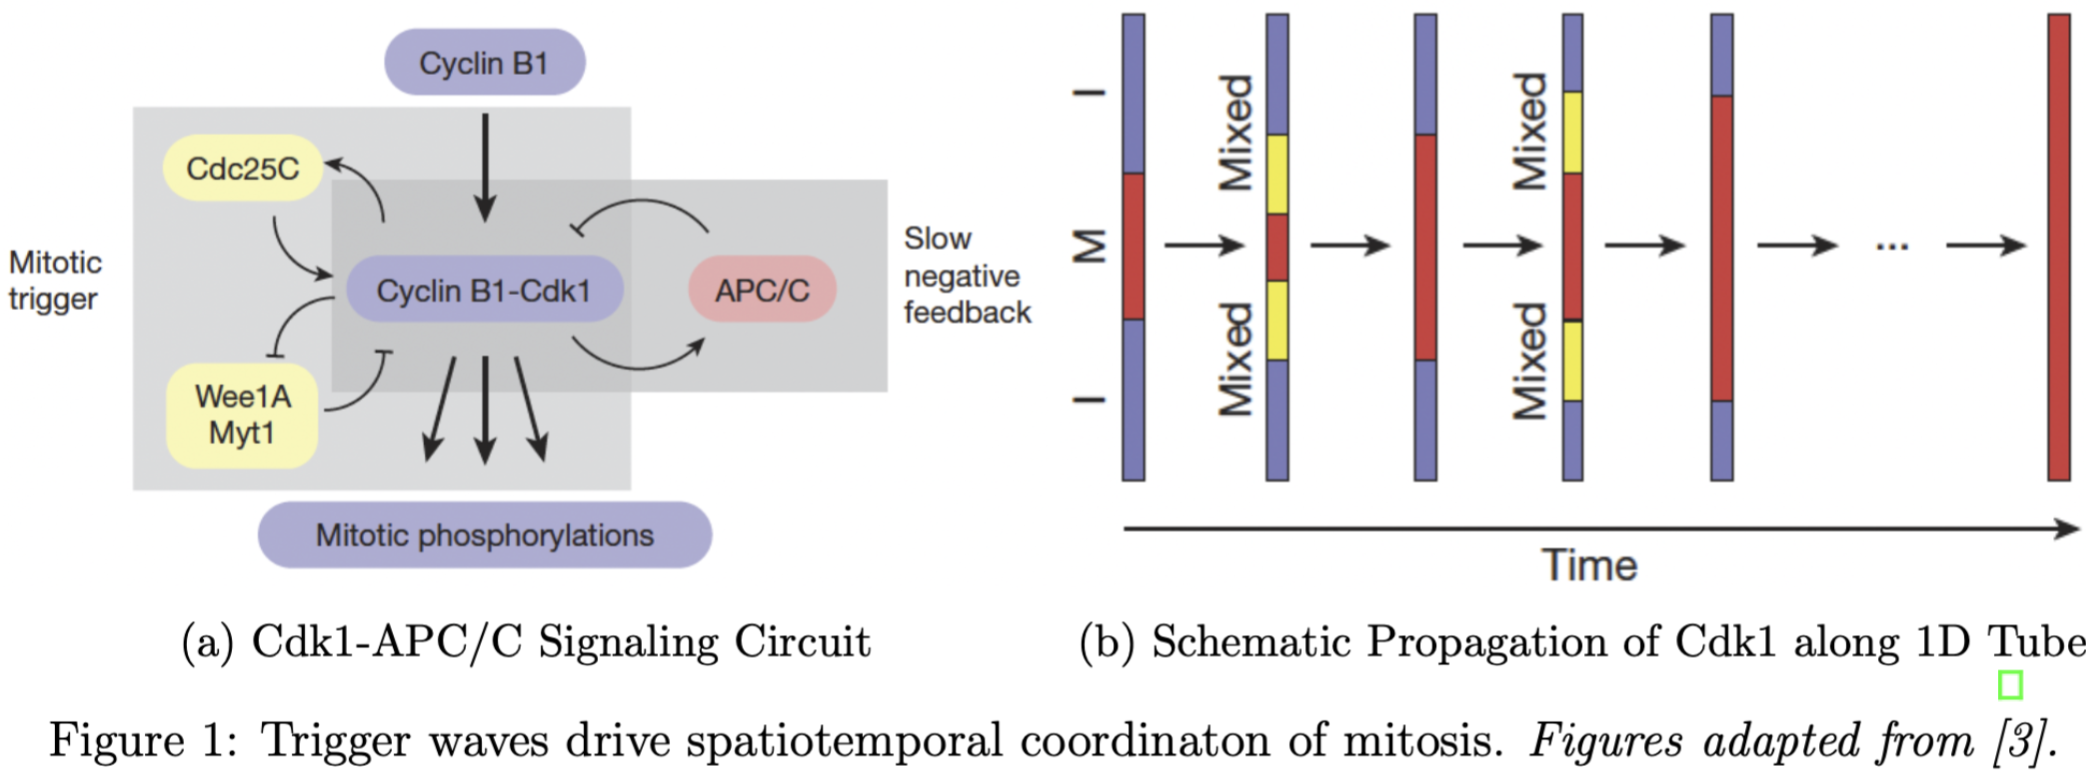 Cyclin B1
Cdc25C
Mitotic
trigger
Cyclin B1-Cdk1
APC/C
Slow
negative
feedback
Wee1A
Myt1
Mitotic phosphorylations
I
M
I
Mixed
Mixed
Mixed
Mixed
...
Time
(a) Cdk1-APC/C Signaling Circuit
(b) Schematic Propagation of Cdk1 along 1D Tube
Figure 1: Trigger waves drive spatiotemporal coordinaton of mitosis. Figures adapted from [3].